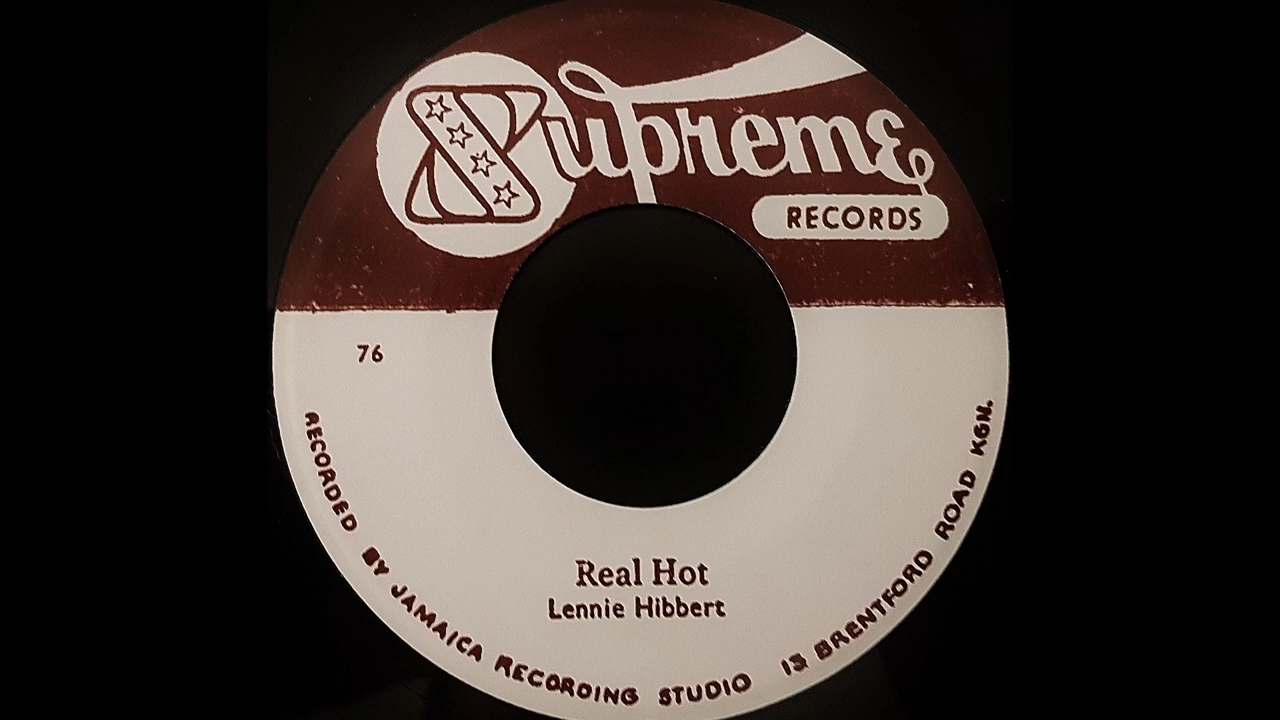 Supreme
RECORDS
76
Real Hot
Lennie Hibbert
RECORDED BY JAMAICA RECORDING STUDIO 13 BRENTFORD ROAD KGN.